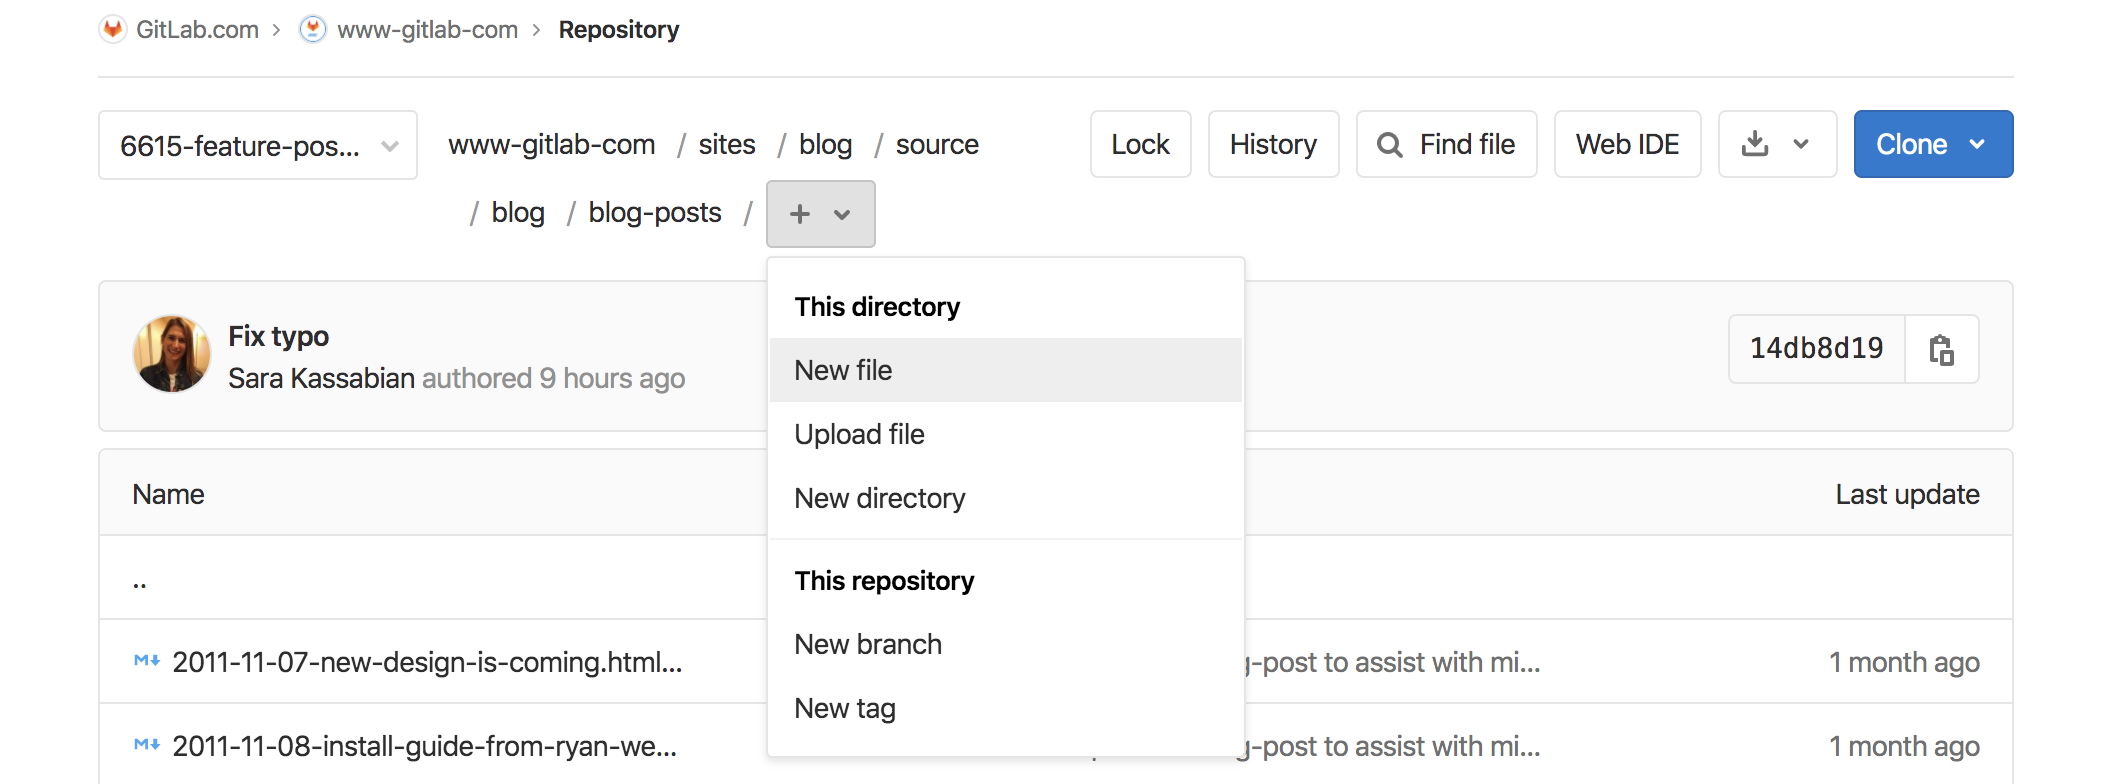 GitLab.com > www-gitlab-com > Repository
6615-feature-pos... www-gitlab-com / sites / blog / source Lock History Find file Web IDE Clone
/ blog / blog-posts / +
This directory
New file
Upload file
New directory
This repository
New branch
New tag
Fix typo
Sara Kassabian authored 9 hours ago
14db8d19
Name Last update
..
2011-11-07-new-design-is-coming.html... -post to assist with mi... 1 month ago
2011-11-08-install-guide-from-ryan-we... -post to assist with mi... 1 month ago